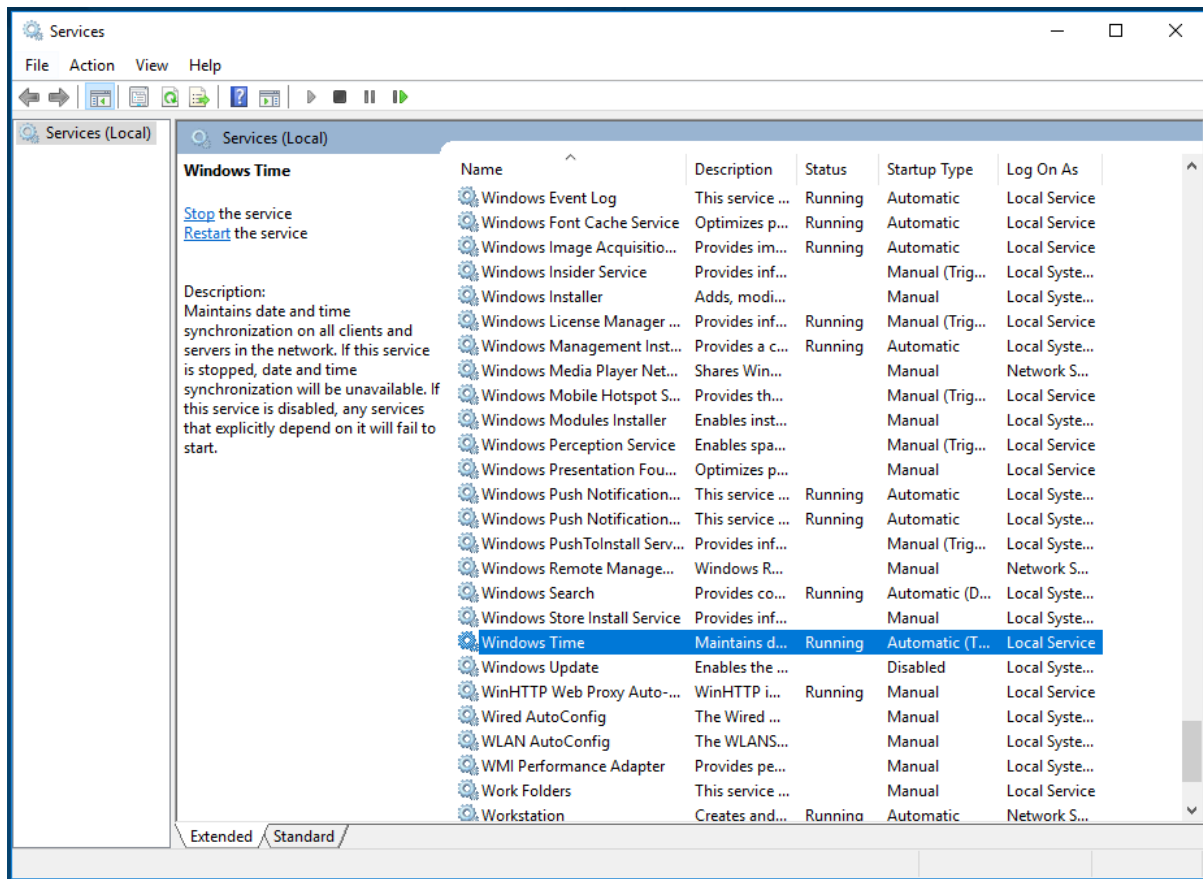 Services
File Action View Help
Services (Local)
Services (Local)
Windows Time
Stop the service
Restart the service
Description:
Maintains date and time
synchronization on all clients and
servers in the network. If this service
is stopped, date and time
synchronization will be unavailable. If
this service is disabled, any services
that explicitly depend on it will fail to
start.
Name Description Status Startup Type Log On As
Windows Event Log This service ... Running Automatic Local Service
Windows Font Cache Service Optimizes p... Running Automatic Local Service
Windows Image Acquisitio... Provides im... Running Automatic Local Service
Windows Insider Service Provides inf... Manual (Trig... Local Syste...
Windows Installer Adds, modi... Manual Local Syste...
Windows License Manager ... Provides inf... Running Manual (Trig... Local Service
Windows Management Inst... Provides a c... Running Automatic Local Syste...
Windows Media Player Net... Shares Win... Manual Network S...
Windows Mobile Hotspot S... Provides th... Manual (Trig... Local Service
Windows Modules Installer Enables inst... Manual Local Syste...
Windows Perception Service Enables spa... Manual (Trig... Local Service
Windows Presentation Fou... Optimizes p... Manual Local Service
Windows Push Notification... This service ... Running Automatic Local Syste...
Windows Push Notification... This service ... Running Automatic Local Syste...
Windows PushToInstall Serv... Provides inf... Manual (Trig... Local Syste...
Windows Remote Manage... Windows R... Manual Network S...
Windows Search Provides co... Running Automatic (D... Local Syste...
Windows Store Install Service Provides inf... Manual Local Syste...
Windows Time Maintains d... Running Automatic (T... Local Service
Windows Update Enables the ... Disabled Local Syste...
WinHTTP Web Proxy Auto-... WinHTTP i... Running Manual Local Service
Wired AutoConfig The Wired ... Manual Local Syste...
WLAN AutoConfig The WLANS... Manual Local Syste...
WMI Performance Adapter Provides pe... Manual Local Syste...
Work Folders This service ... Manual Local Service
Workstation Creates and... Running Automatic Network S...
Extended Standard